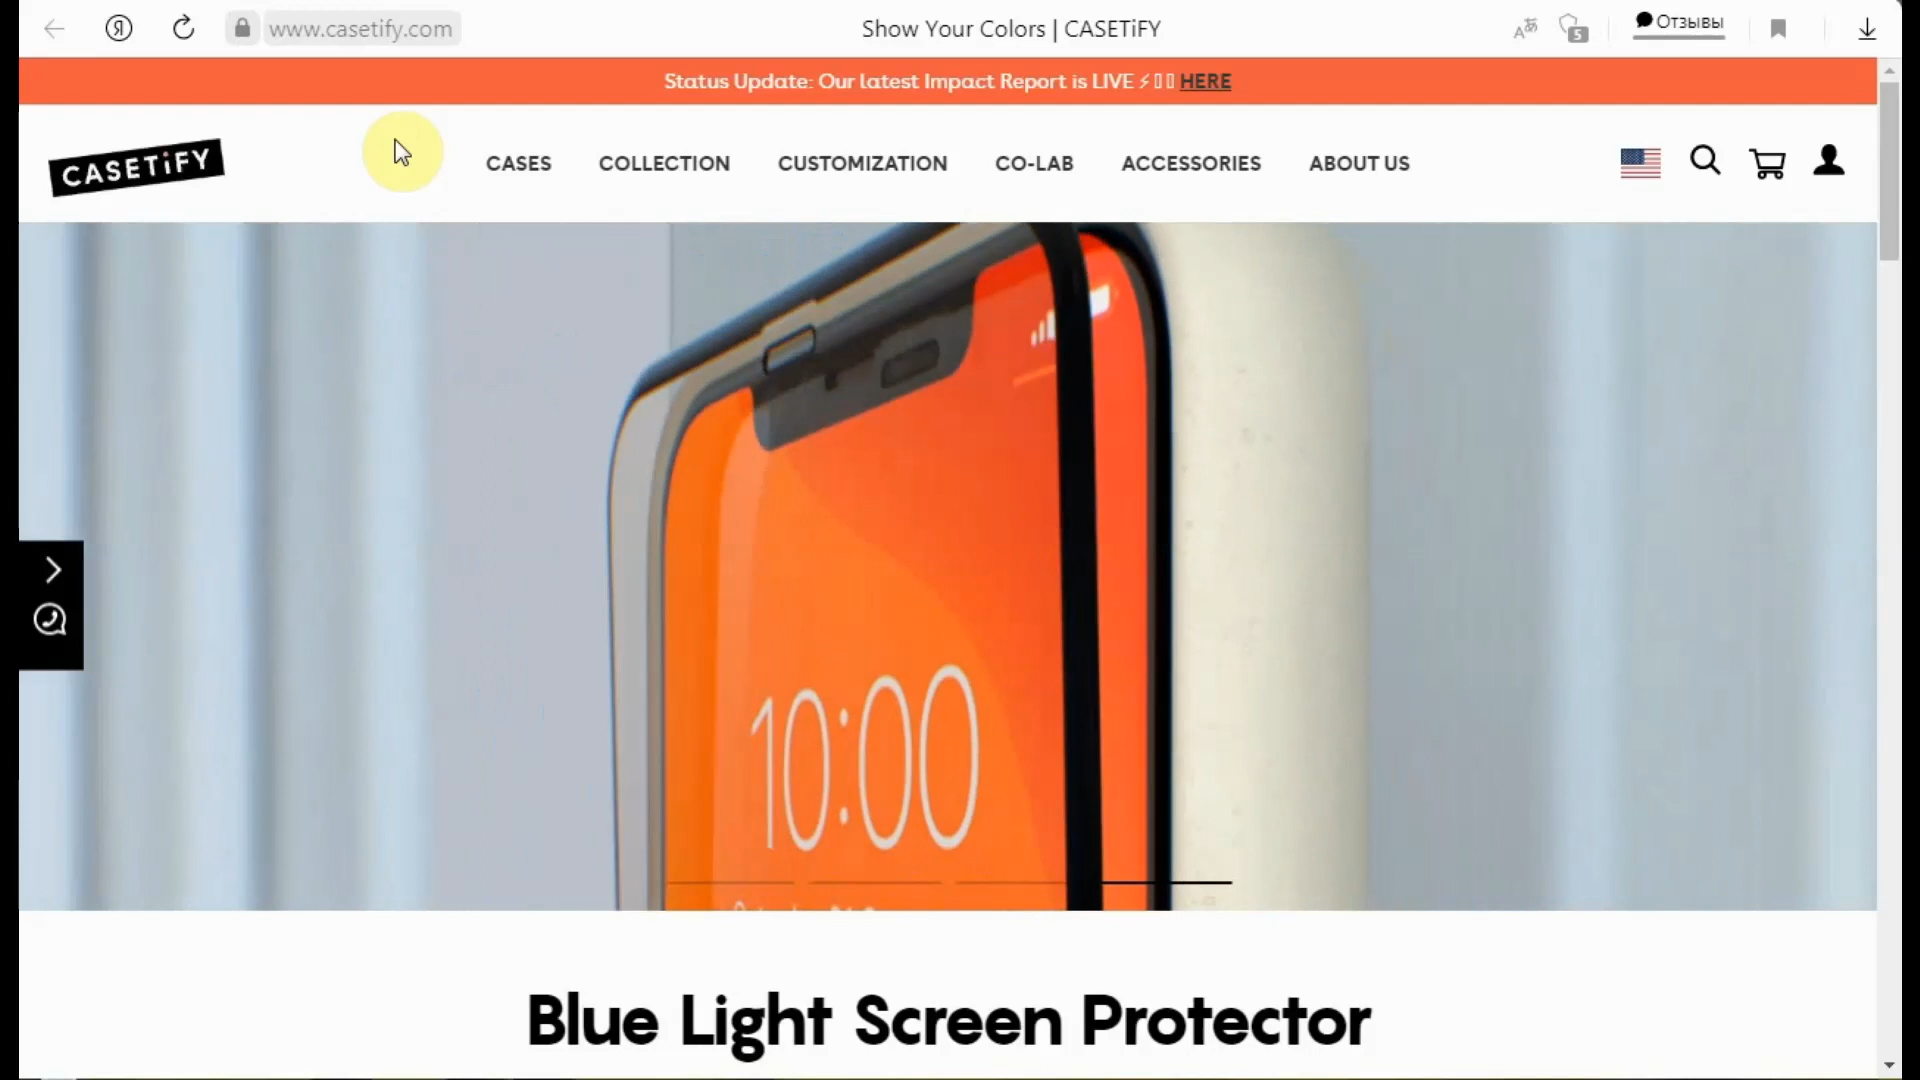 Я
www.casetify.com
Show Your Colors | CASETiFY
5
Отзывы
Status Update: Our latest Impact Report is LIVE ⚡ HERE
CASETiFY
CASES
COLLECTION
CUSTOMIZATION
CO-LAB
ACCESSORIES
ABOUT US
10:00
Blue Light Screen Protector